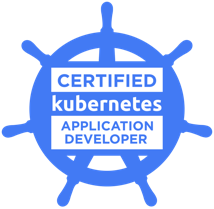 CERTIFIED
kubernetes
APPLICATION
DEVELOPER